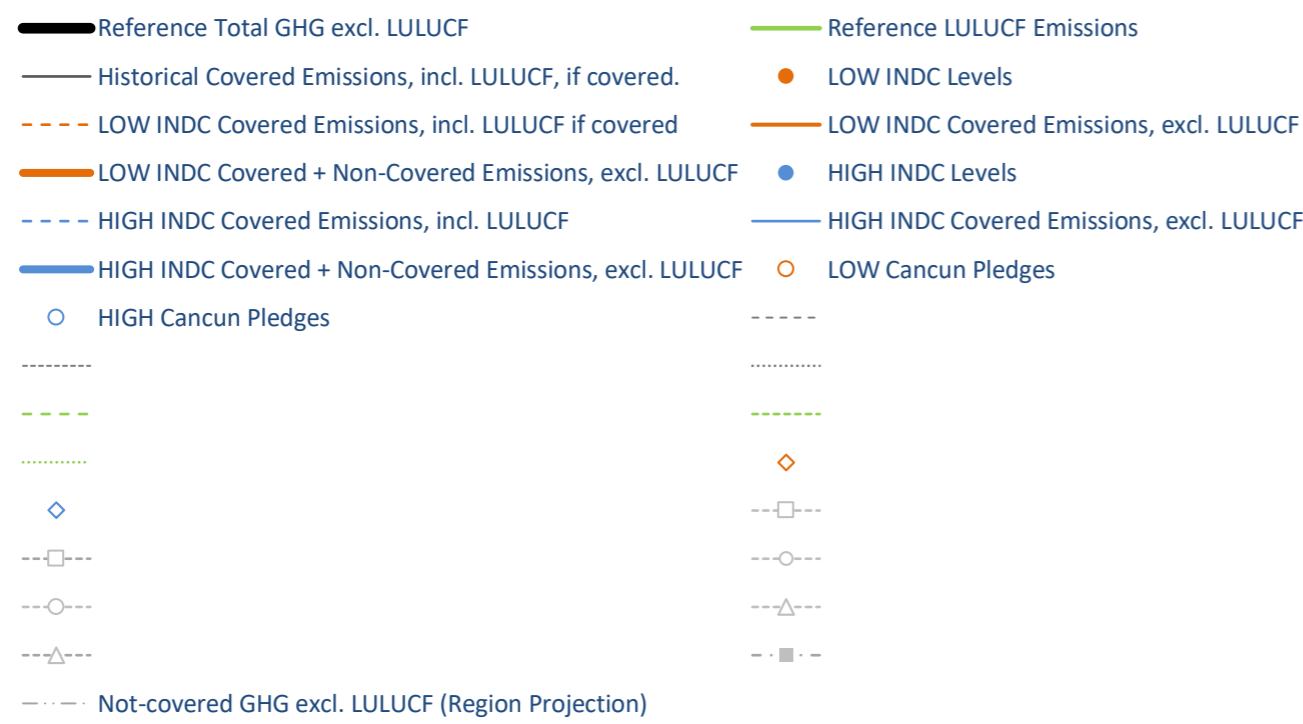 Reference Total GHG excl. LULUCF
Reference LULUCF Emissions
Historical Covered Emissions, incl. LULUCF, if covered.
LOW INDC Levels
LOW INDC Covered Emissions, incl. LULUCF if covered
LOW INDC Covered Emissions, excl. LULUCF
LOW INDC Covered + Non-Covered Emissions, excl. LULUCF
HIGH INDC Levels
HIGH INDC Covered Emissions, incl. LULUCF
HIGH INDC Covered Emissions, excl. LULUCF
HIGH INDC Covered + Non-Covered Emissions, excl. LULUCF
LOW Cancun Pledges
HIGH Cancun Pledges
Not-covered GHG excl. LULUCF (Region Projection)